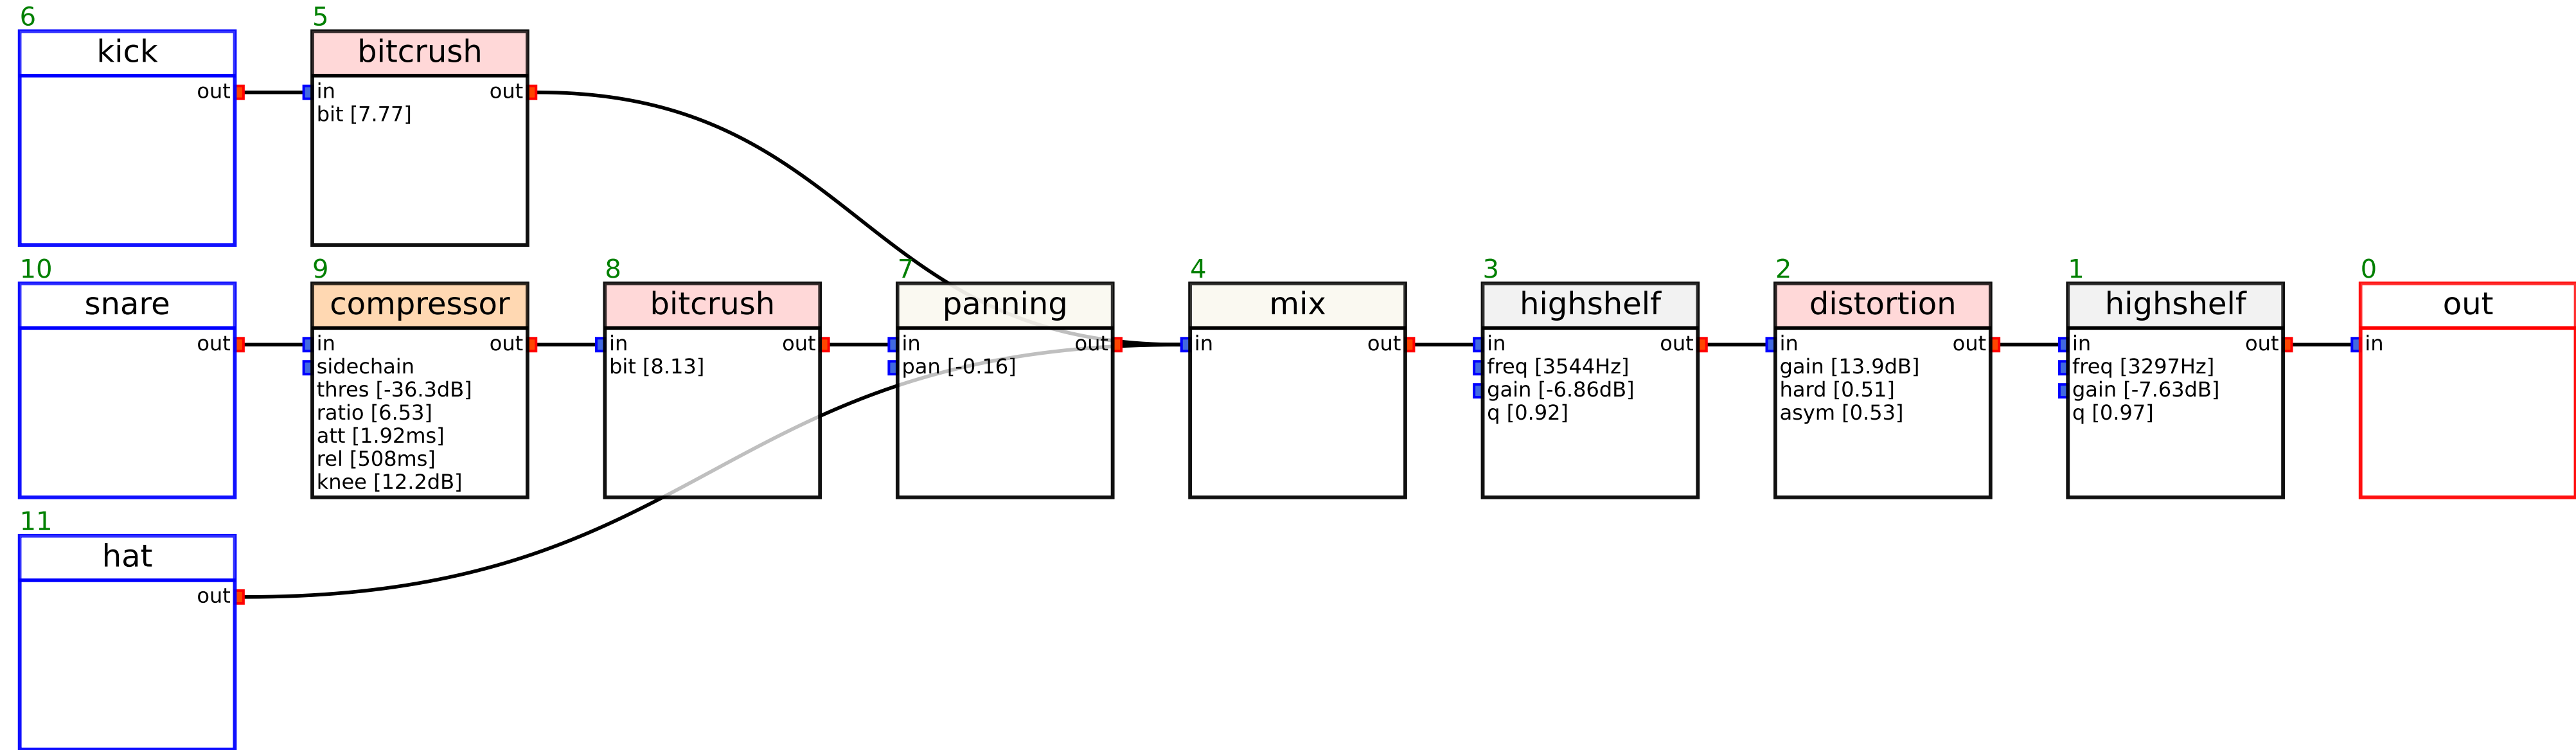 6
kick
out
5
bitcrush
in out
bit [7.77]
10
snare
out
9
compressor
in out
sidechain
thres [-36.3dB]
ratio [6.53]
att [1.92ms]
rel [508ms]
knee [12.2dB]
8
bitcrush
in out
bit [8.13]
7
panning
in out
pan [-0.16]
4
mix
in out
3
highshelf
in out
freq [3544Hz]
gain [-6.86dB]
q [0.92]
2
distortion
in out
gain [13.9dB]
hard [0.51]
asym [0.53]
1
highshelf
in out
freq [3297Hz]
gain [-7.63dB]
q [0.97]
0
out
in
11
hat
out